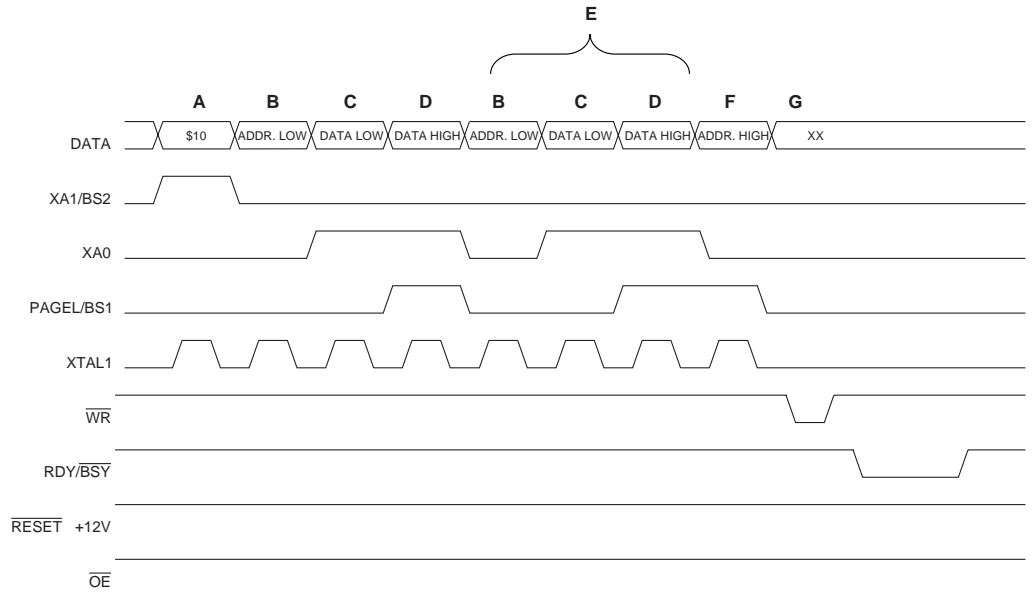 E
A B C D B C D F G
DATA $10 ADDR. LOW DATA LOW DATA HIGH ADDR. LOW DATA LOW DATA HIGH ADDR. HIGH XX
XA1/BS2
XA0
PAGEL/BS1
XTAL1
WR
RDY/BSY
RESET +12V
OE